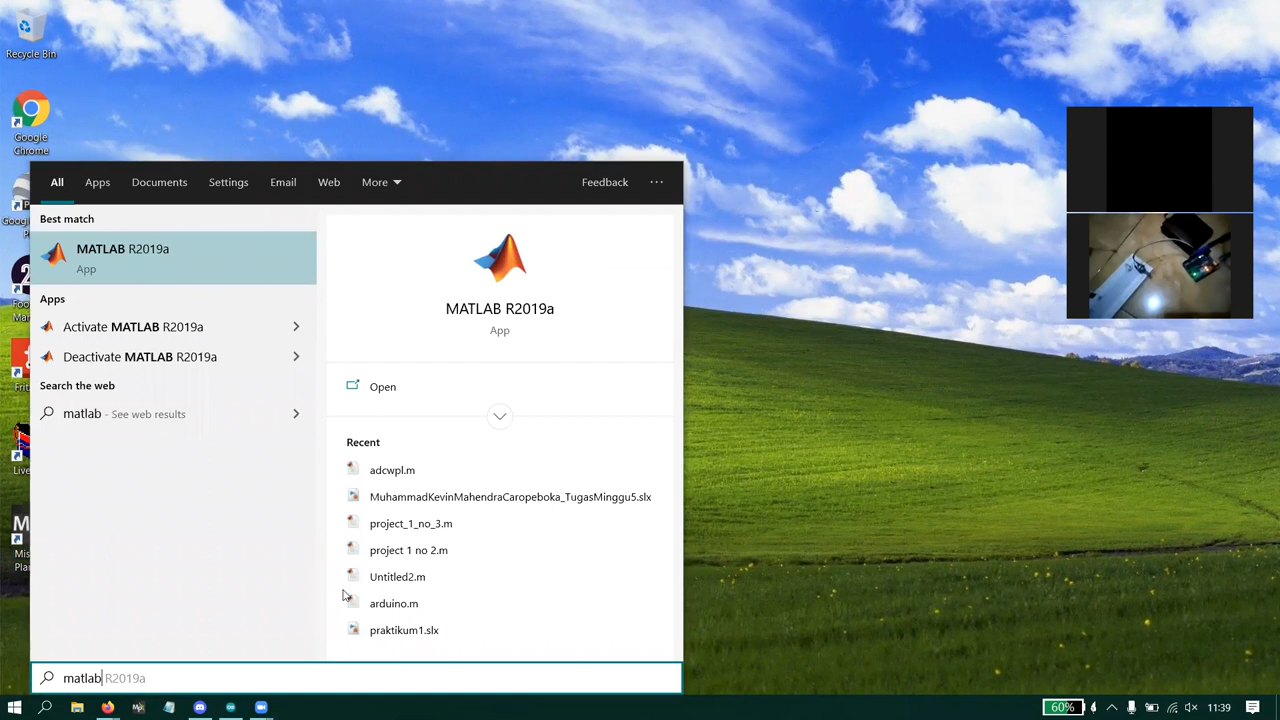 Recycle Bin
Google
Chrome
All Apps Documents Settings Email Web More Feedback ...
Best match
MATLAB R2019a
App
Apps
Activate MATLAB R2019a
Deactivate MATLAB R2019a
Search the web
matlab - See web results
MATLAB R2019a
App
Open
Recent
adcwpl.m
MuhammadKevinMahendraCaropeboka_TugasMinggu5.slx
project_1_no_3.m
project 1 no 2.m
Untitled2.m
arduino.m
praktikum1.slx
matlab R2019a
60%
11:39